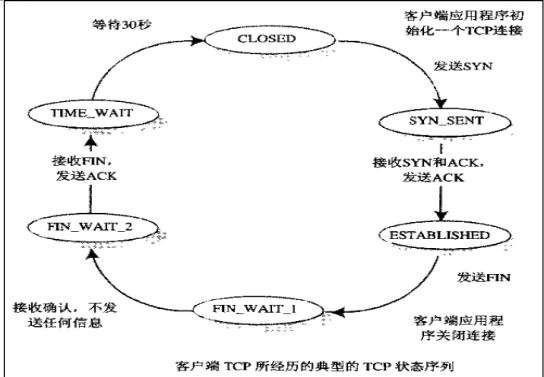 等待30秒
CLOSED
客户端应用程序初
始化一个TCP连接
发送SYN
TIME_WAIT
SYN_SENT
接收FIN,
发送ACK
接收SYN和ACK,
发送ACK
FIN_WAIT_2
ESTABLISHED
发送FIN
接收确认，不发
送任何信息
FIN_WAIT_1
客户端应用程
序关闭连接
客户端 TCP 所经历的典型的 TCP 状态序列